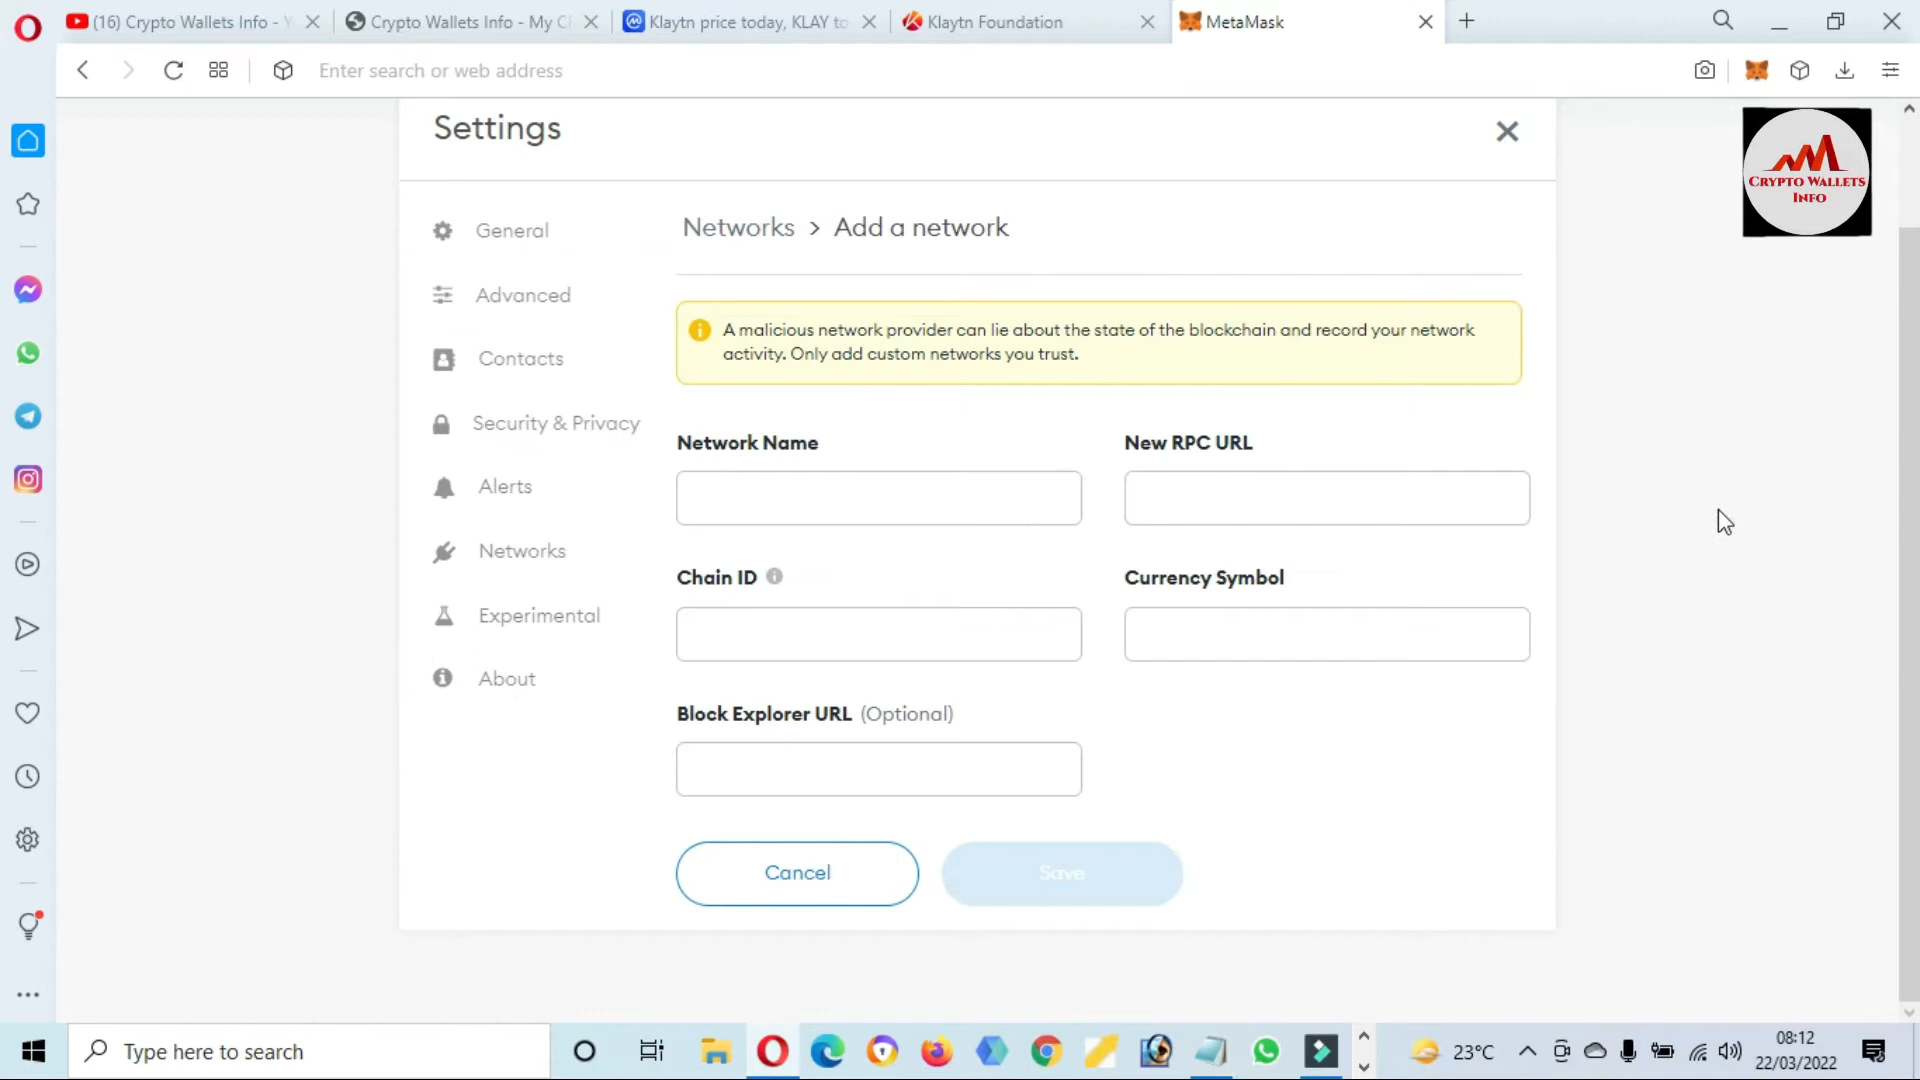 (16) Crypto Wallets Info - Y
Crypto Wallets Info - My C
Klaytn price today, KLAY to
Klaytn Foundation
MetaMask
Enter search or web address
Settings
CRYPTO WALLETS
INFO
General
Advanced
Contacts
Security & Privacy
Alerts
Networks
Experimental
About
Networks > Add a network
A malicious network provider can lie about the state of the blockchain and record your network
activity. Only add custom networks you trust.
Network Name
New RPC URL
Chain ID
Currency Symbol
Block Explorer URL (Optional)
Cancel
Save
Type here to search
23°C
08:12
22/03/2022